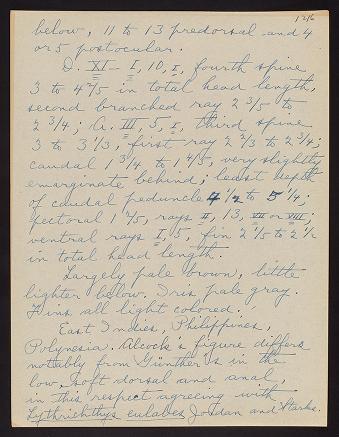 1216
below, 11 to 13 predorsal and 4
or 5 postocular.
D. XI - I, 10, I, fourth spine
3 to 4 2/5 in total head length,
second branched ray 2 3/5 to
2 3/4; A. III, 5, I, third spine
3 to 3 1/3, first ray 2 2/3 to 2 3/4;
caudal 1 3/4 to 1 4/5, very slightly
emarginate behind; least depth
of caudal peduncle 4 1/2 to 5 1/4;
pectoral 1 4/5, rays II, 13, VII or VIII;
ventral rays I, 5, fin 2 1/5 to 2 1/2
in total head length.
Largely pale brown, little
lighter below. Iris pale gray.
Fins all light colored.
East Indies, Philippines,
Polynesia. Alcock's figure differs
notably from Günther's in the
low, soft dorsal and anal,
in this respect agreeing with
Lythrichthys eulabes Jordan and Starks.